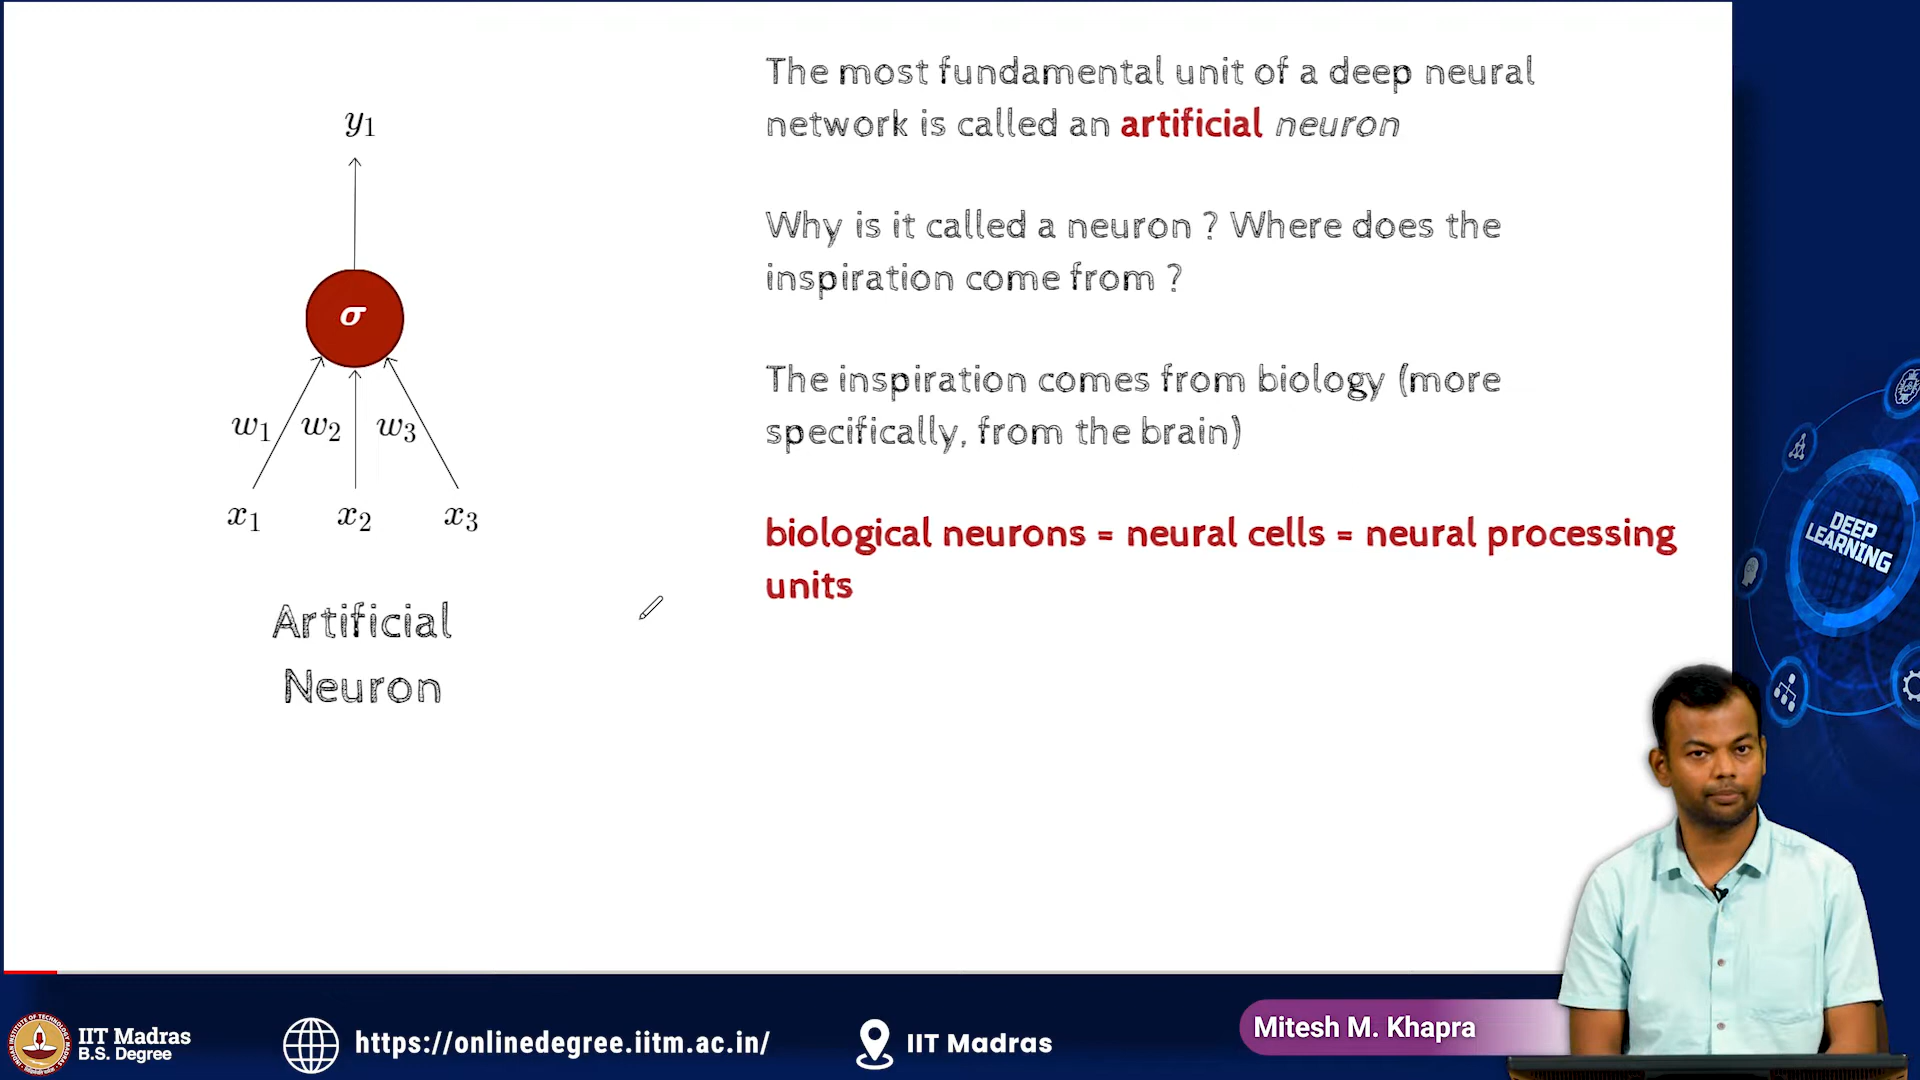 y₁
σ
w₁ w₂ w₃
x₁ x₂ x₃
Artificial
Neuron
The most fundamental unit of a deep neural
network is called an artificial neuron
Why is it called a neuron ? Where does the
inspiration come from ?
The inspiration comes from biology (more
specifically, from the brain)
biological neurons = neural cells = neural processing
units
DEEP
LEARNING
IIT Madras
B.S. Degree
https://onlinedegree.iitm.ac.in/
IIT Madras
Mitesh M. Khapra